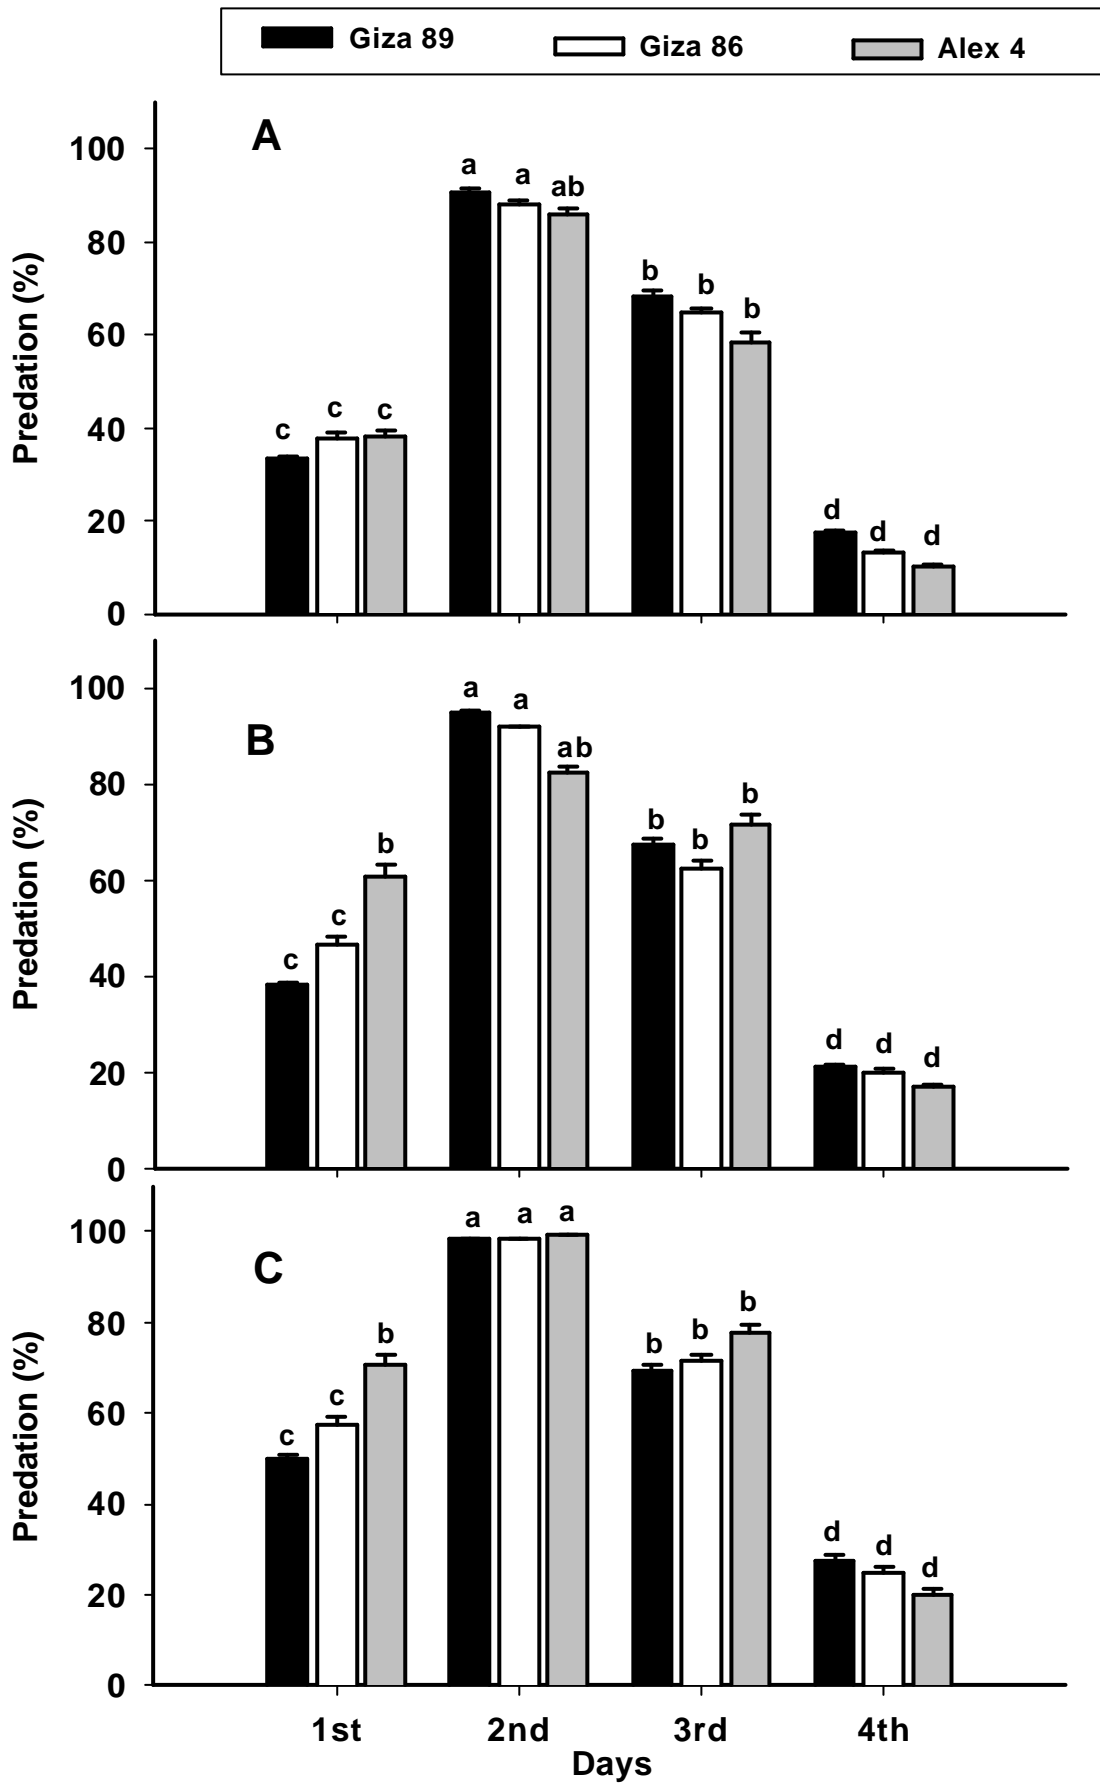 Giza 89 Giza 86 Alex 4
A
100
80
60
40
20
0
Predation (%)
a a ab
b b b
c c c
d d d
B
100
80
60
40
20
0
Predation (%)
a a ab
b b b
c c b
d d d
C
100
80
60
40
20
0
Predation (%)
a a a
b b b
c c b
d d d
1st 2nd 3rd 4th
Days